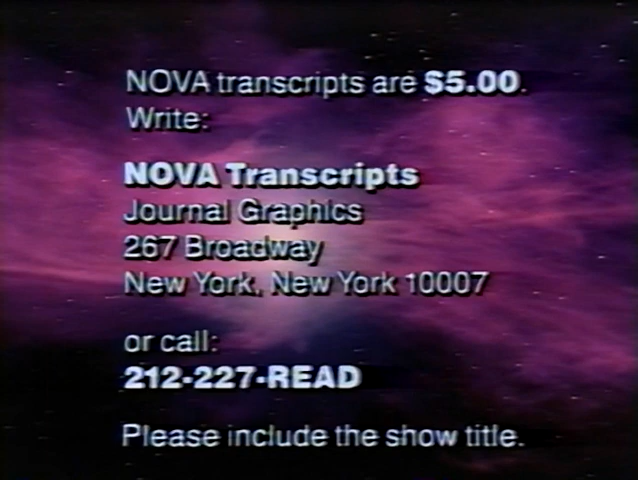 NOVA transcripts are $5.00.
Write:
NOVA Transcripts
Journal Graphics
267 Broadway
New York, New York 10007
or call:
212-227-READ
Please include the show title.